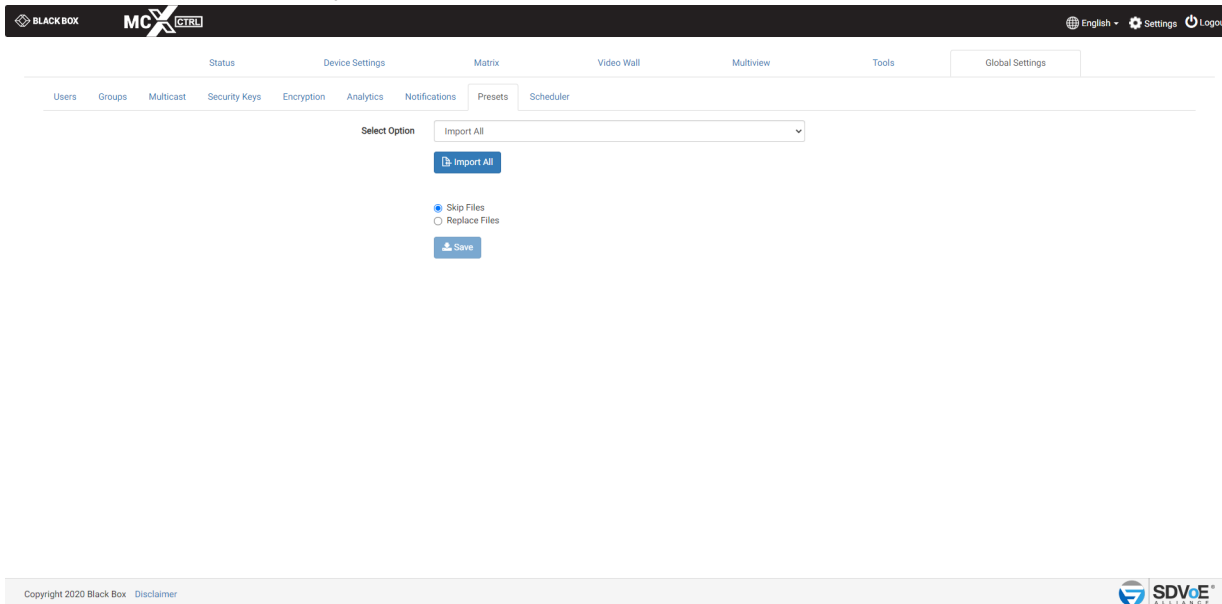 BLACK BOX MCX CTRL English Settings Logou
Status Device Settings Matrix Video Wall Multiview Tools Global Settings
Users Groups Multicast Security Keys Encryption Analytics Notifications Presets Scheduler
Select Option Import All
Import All
Skip Files
Replace Files
Save
Copyright 2020 Black Box Disclaimer
SDVoE
ALLIANCE